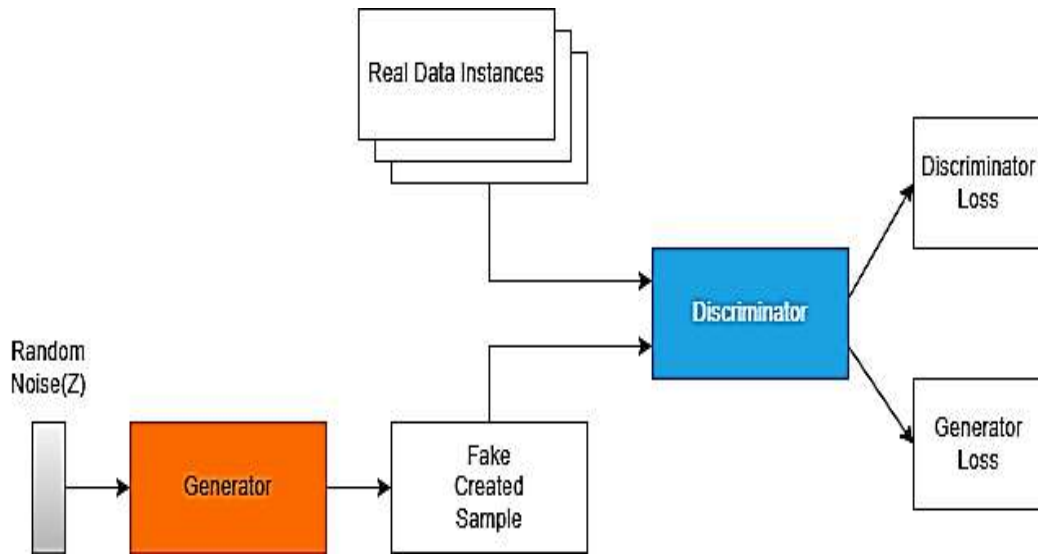 Real Data Instances
Discriminator
Loss
Discriminator
Random
Noise(Z)
Generator
Fake
Created
Sample
Generator
Loss